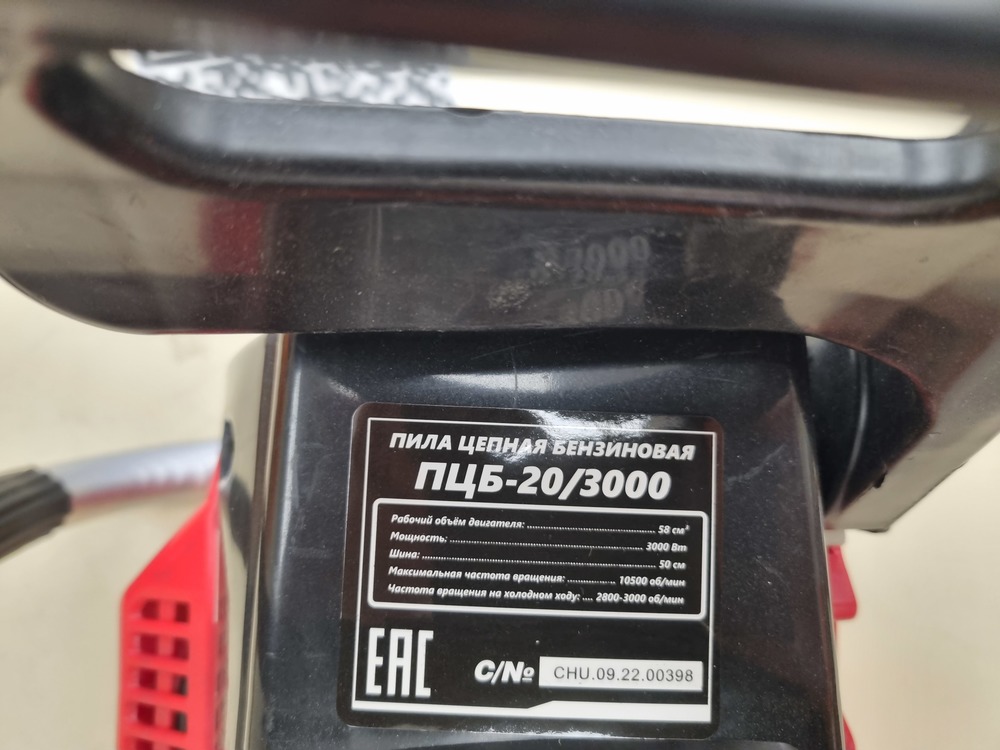 ПИЛА ЦЕПНАЯ БЕНЗИНОВАЯ
ПЦБ-20/3000
Рабочий объём двигателя: 58 см³
Мощность: 3000 Вт
Шина: 50 см
Максимальная частота вращения: 10500 об/мин
Частота вращения на холодном ходу: .... 2800-3000 об/мин
EAC
С/№ CHU.09.22.00398